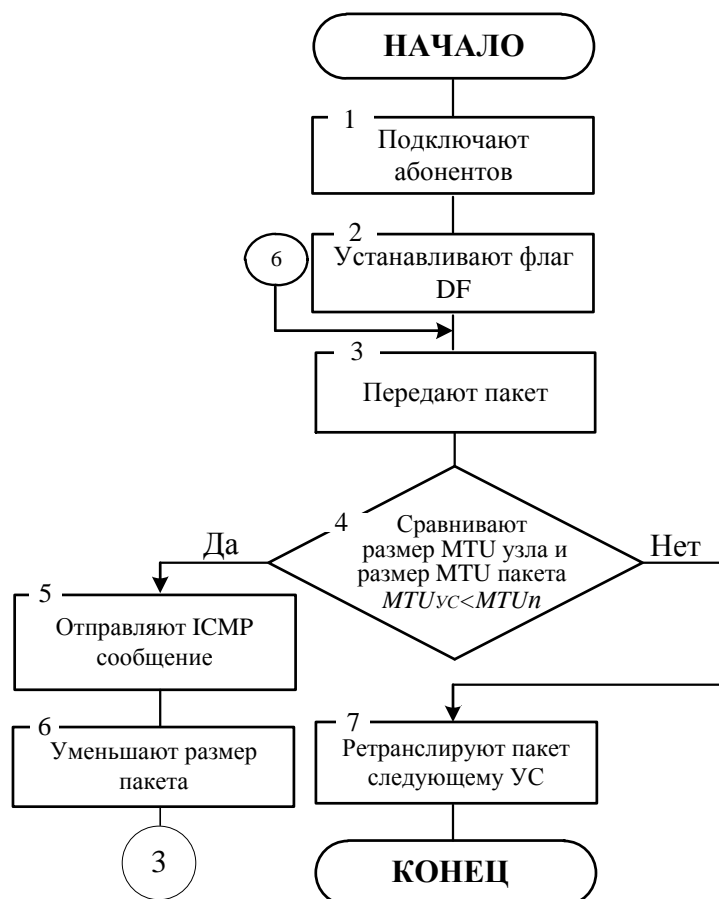 НАЧАЛО
1
Подключают
абонентов
2
6
Устанавливают флаг
DF
3
Передают пакет
4
Сравнивают
размер MTU узла и
размер MTU пакета
MTUУС<MTUп
Да
Нет
5
Отправляют ICMP
сообщение
6
Уменьшают размер
пакета
3
7
Ретранслируют пакет
следующему УС
КОНЕЦ